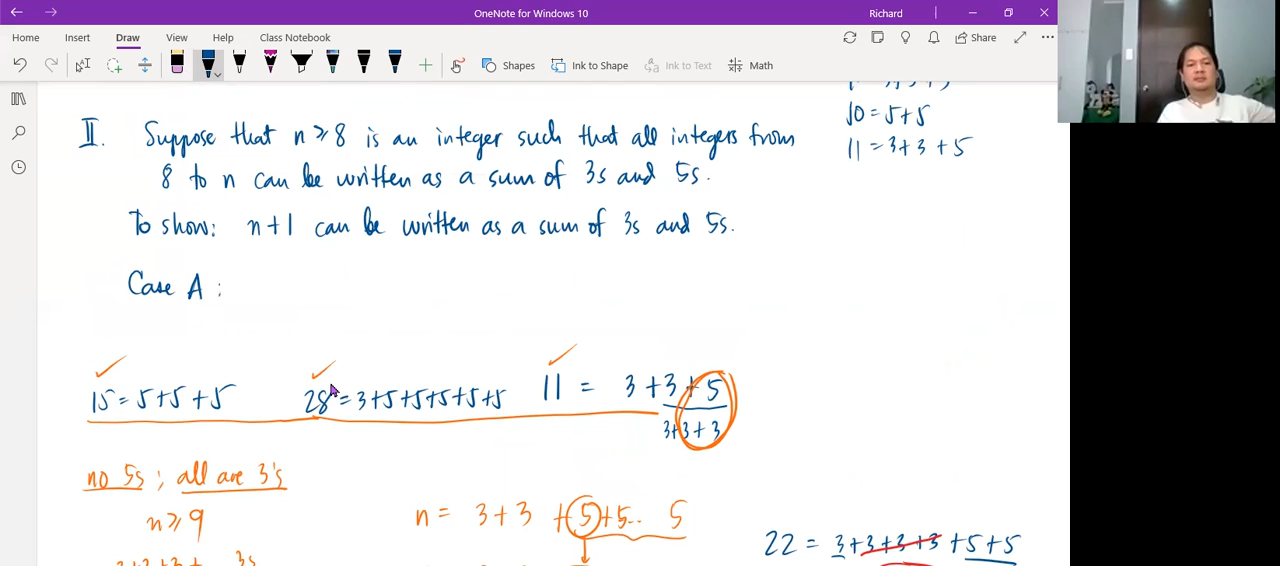 OneNote for Windows 10
Richard
Home Insert Draw View Help Class Notebook
Share
Shapes Ink to Shape Ink to Text Math
10 = 5+5
11 = 3+3+5
II. Suppose that n ≥ 8 is an integer such that all integers from
8 to n can be written as a sum of 3s and 5s.
To show: n+1 can be written as a sum of 3s and 5s.
Case A :
15 = 5+5+5
28 = 3+5+5+5+5+5
11 = 3+3+5
3+3+3
no 5s ; all are 3's
n ≥ 9
n = 3+3 +5+5.. 5
22 = 3+3+3+3 +5+5